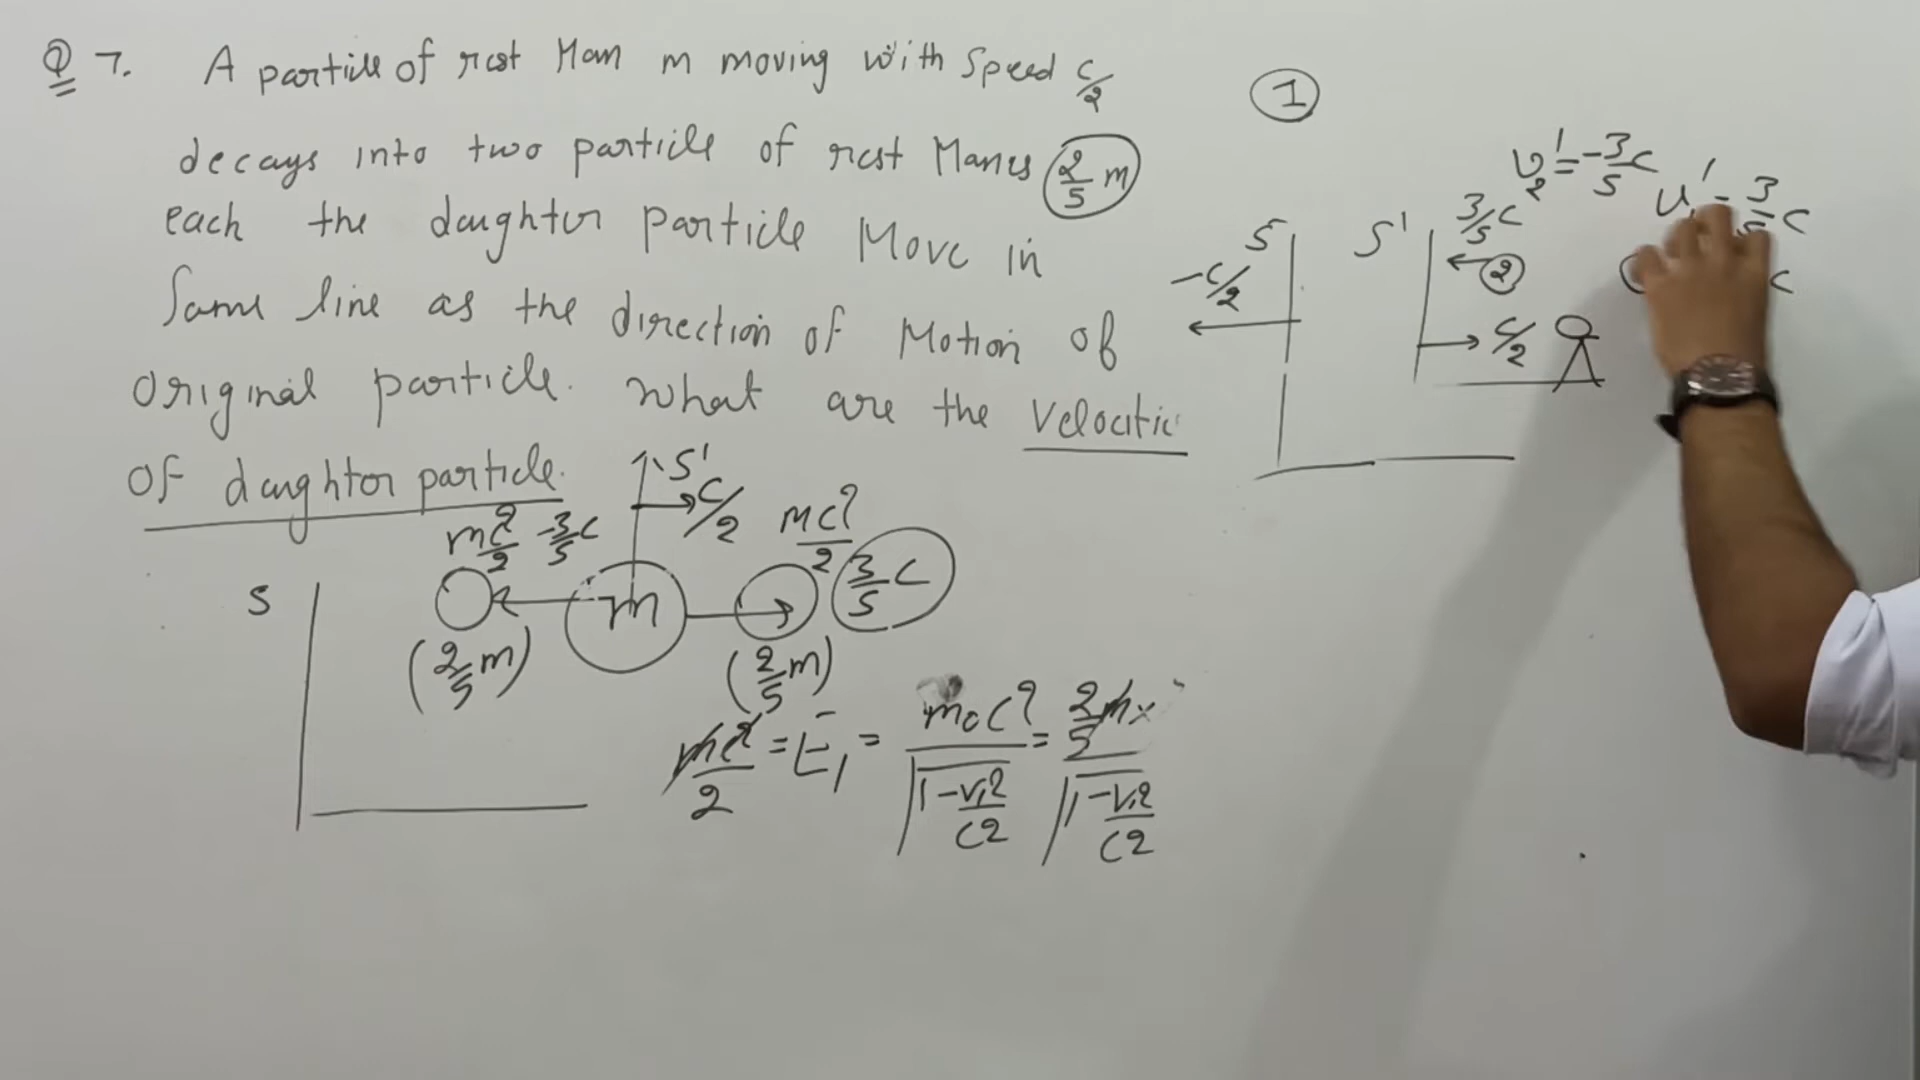 Q 7. A particle of rest Mass m moving with Speed c/2
decays into two particle of rest Masses 2/5 m
each the daughter particle Move in
Same line as the direction of Motion of
original particle. What are the Velocitie
of daughter particle.
1
v₂' = -3/5 c
u₁' = 3/5 c
S
S'
3/5 c
2
c
-c/2
c/2
S'
c/2
mc²/2
-3/5 c
mc²/2
3/5 c
S
m
(2/5 m)
(2/5 m)
mc²/2 = E₁ = m₀c²/√(1-v₁²/c²) = 2/5 m×/√(1-v₁²/c²)